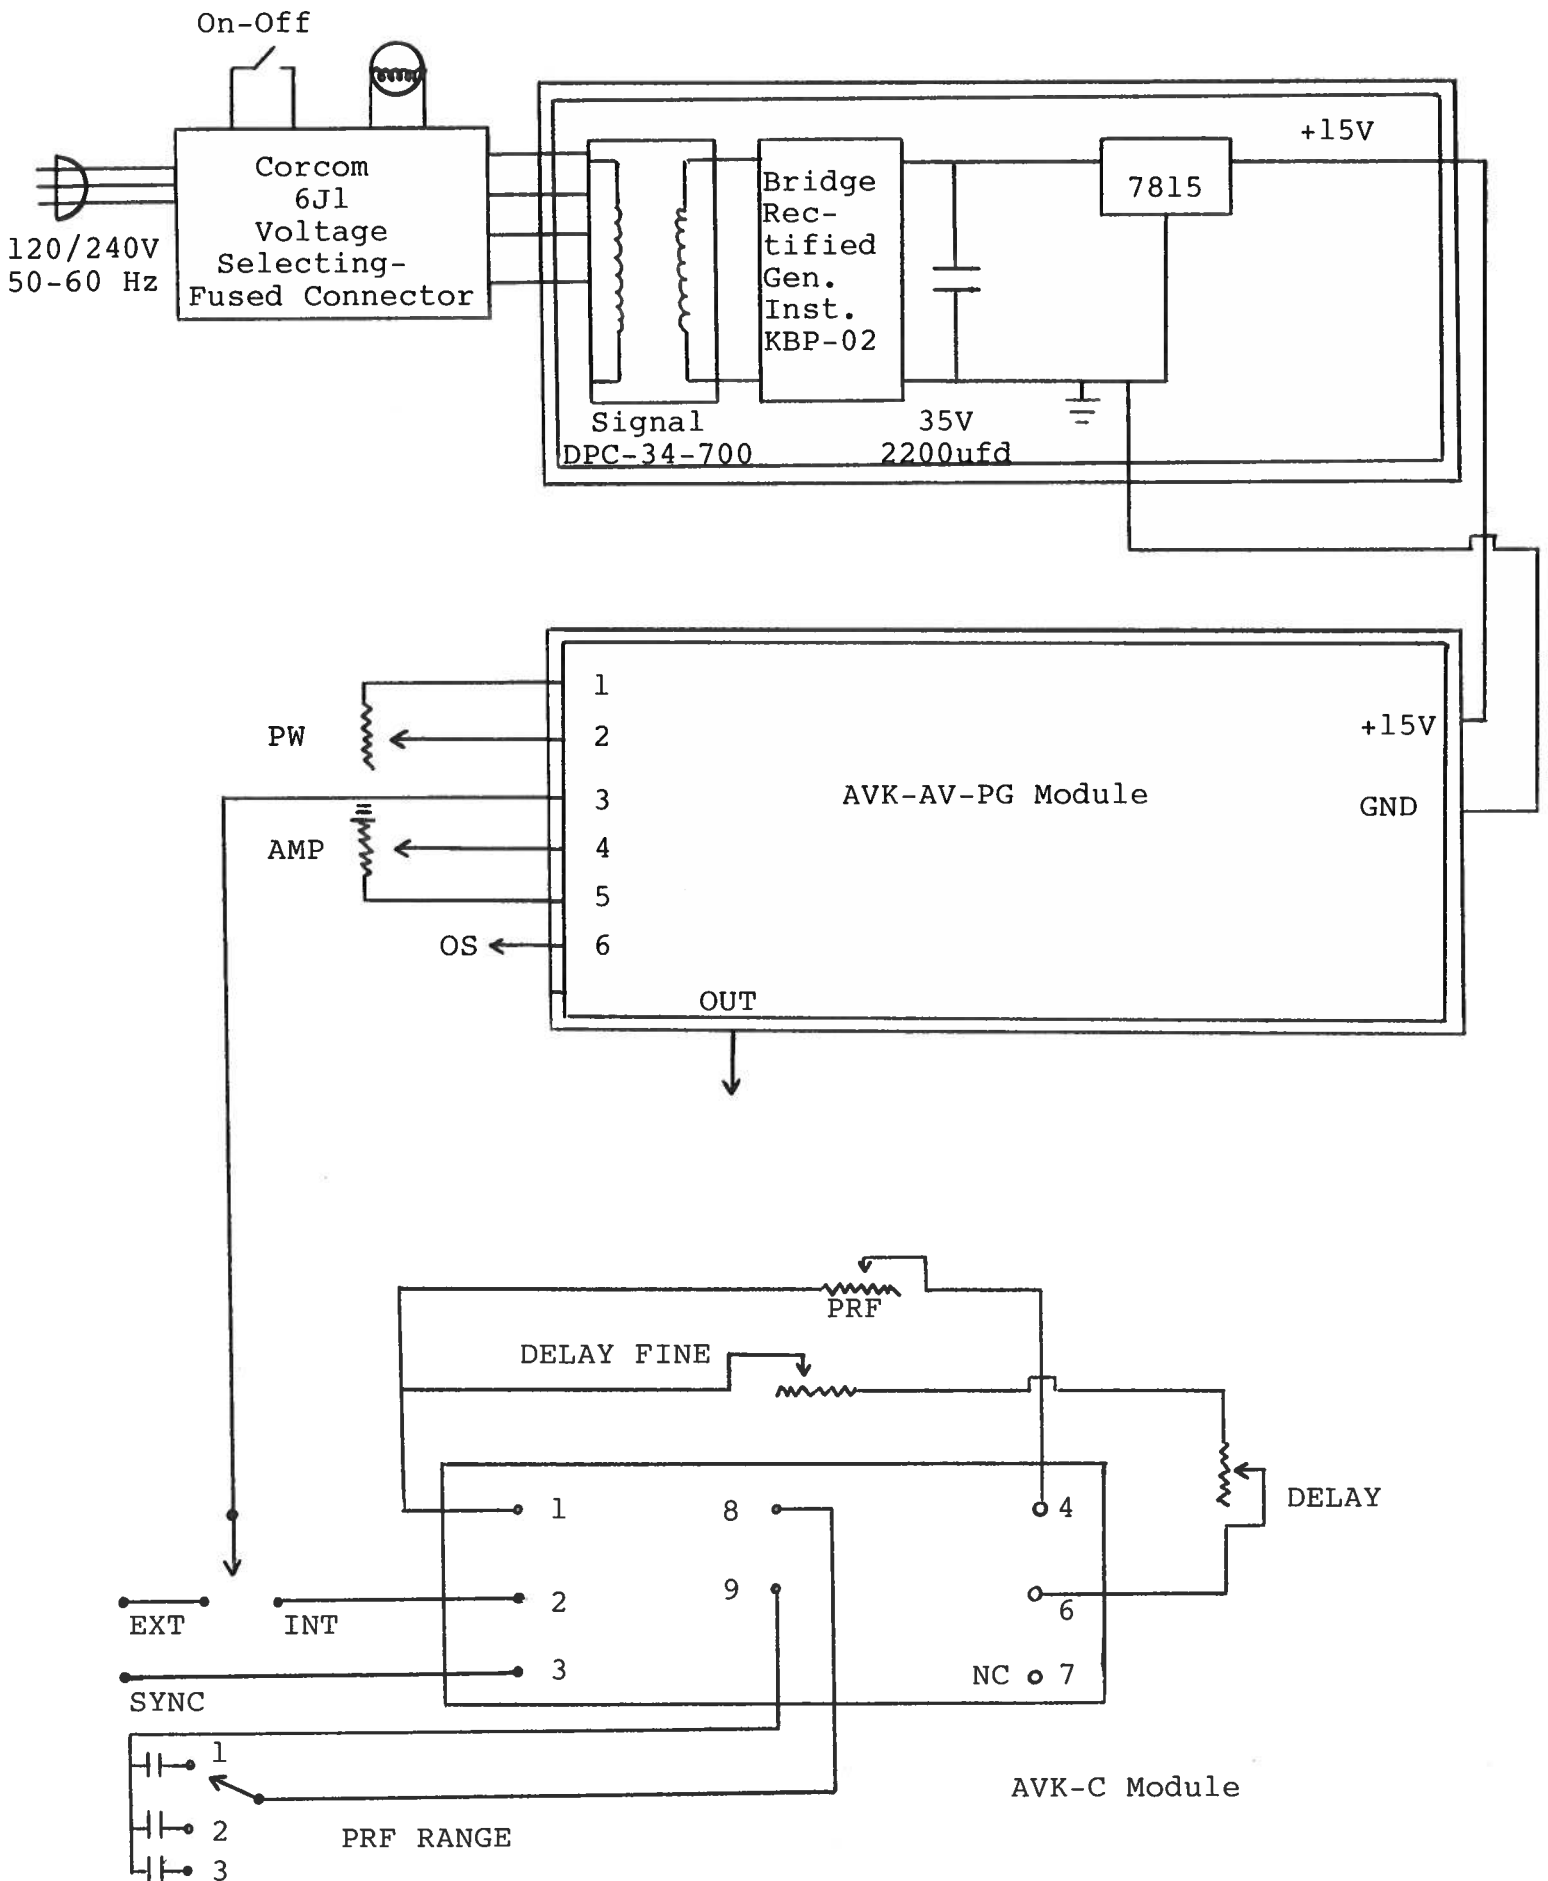 On-Off
Corcom
6J1
Voltage
Selecting-
Fused Connector
120/240V
50-60 Hz
Bridge
Rec-
tified
Gen.
Inst.
KBP-02
7815
+15V
Signal
DPC-34-700
35V
2200ufd
1
PW
2
3
AMP
4
5
OS
6
AVK-AV-PG Module
+15V
GND
OUT
PRF
DELAY FINE
DELAY
1
8
4
9
2
6
EXT
INT
3
NC
7
SYNC
1
2
3
PRF RANGE
AVK-C Module